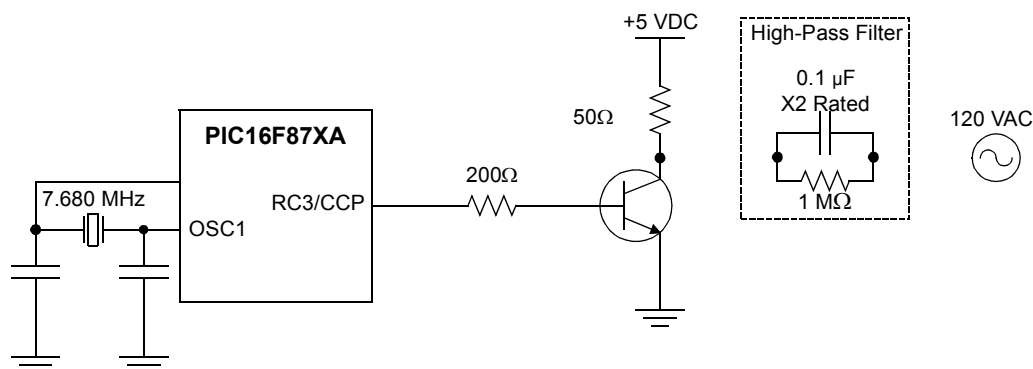 +5 VDC
High-Pass Filter
0.1 µF
X2 Rated
1 MΩ
120 VAC
50Ω
PIC16F87XA
200Ω
RC3/CCP
7.680 MHz
OSC1